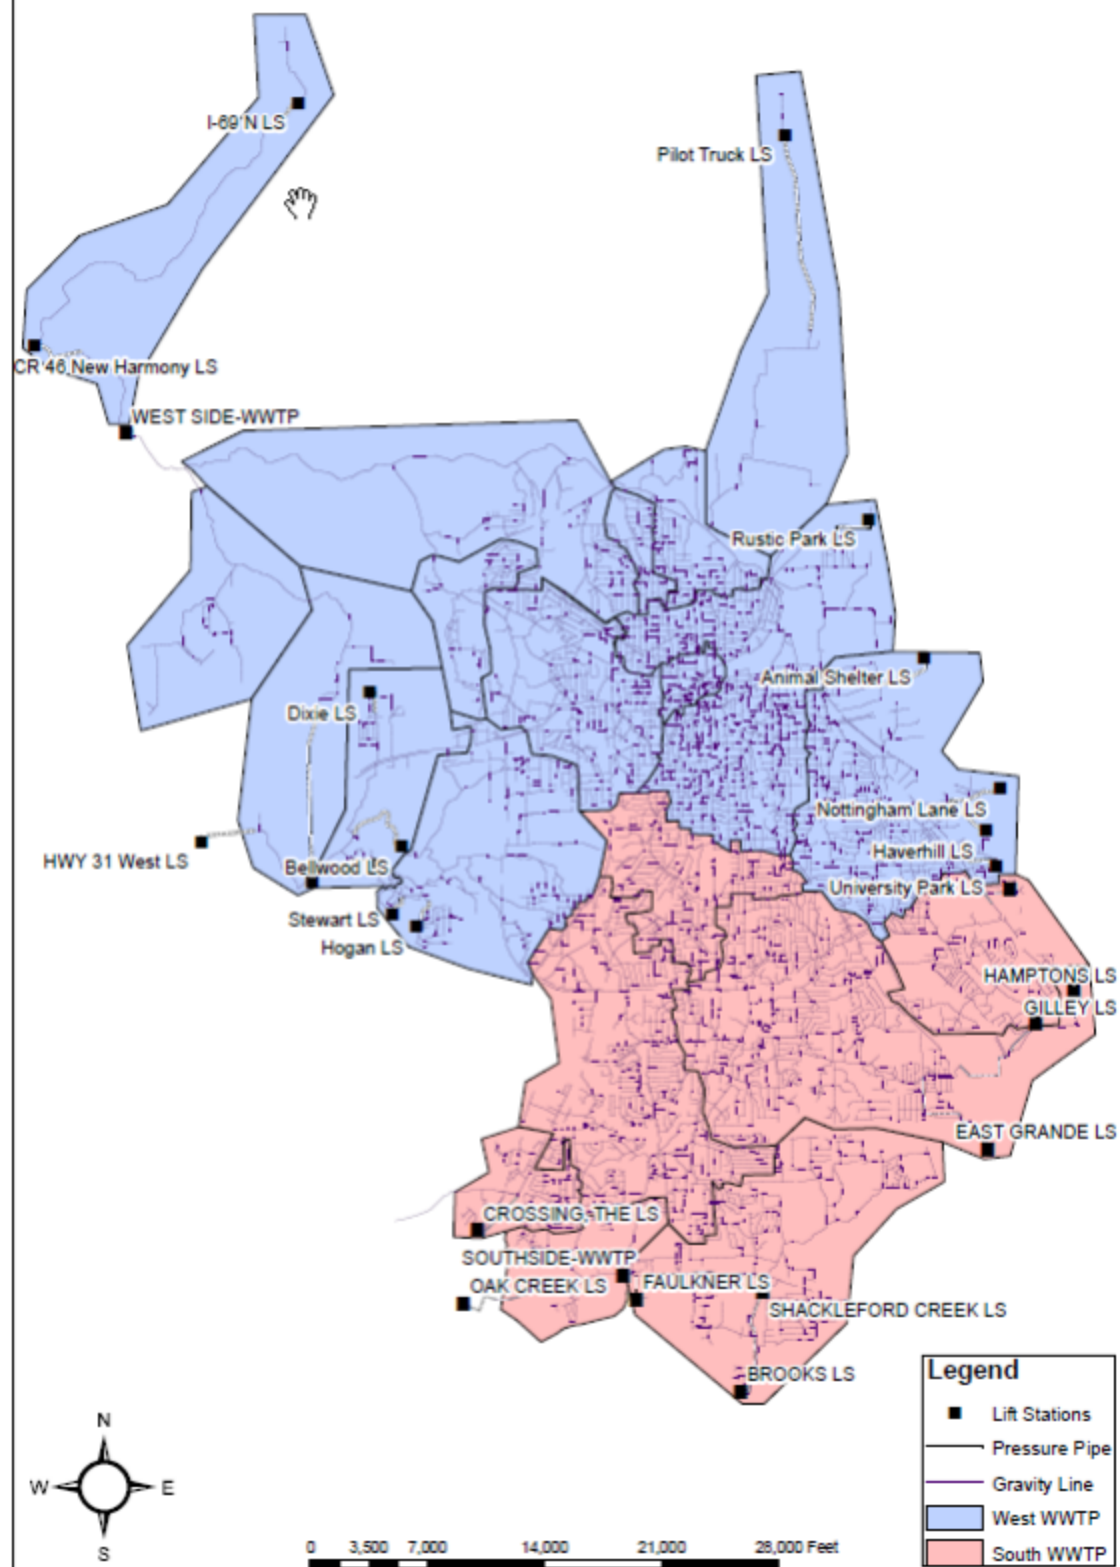 I-69 N LS
Pilot Truck LS
CR 46 New Harmony LS
WEST SIDE-WWTP
Rustic Park LS
Animal Shelter LS
Dixie LS
Nottingham Lane LS
HWY 31 West LS
Haverhill LS
Bellwood LS
University Park LS
Stewart LS
Hogan LS
HAMPTONS LS
GILLEY LS
EAST GRANDE LS
CROSSING, THE LS
SOUTHSIDE-WWTP
OAK CREEK LS
FAULKNER LS
SHACKLEFORD CREEK LS
BROOKS LS
Legend
Lift Stations
Pressure Pipe
Gravity Line
West WWTP
South WWTP
N
W E
S
0 3,500 7,000 14,000 21,000 28,000 Feet